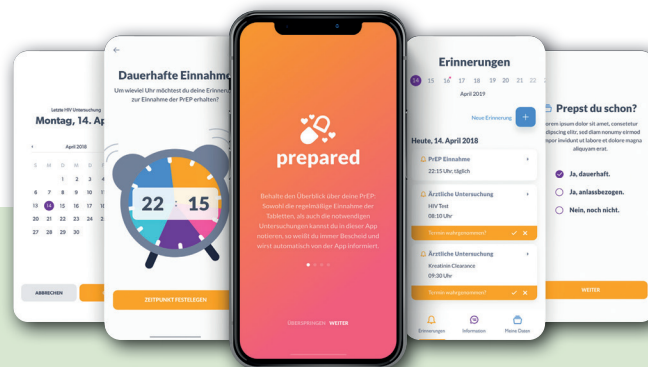 Letzte HIV Untersuchung
Montag, 14. Ap
April 2018
S M D M D F
1 2 3 4
6 7 8 9 10
13 14 15 16 17
20 21 22 23 24 2
27 28 29 30
ABBRECHEN
Dauerhafte Einnahme
Um wieviel Uhr möchtest du deine Erinneru
zur Einnahme der PrEP erhalten?
22 : 15
ZEITPUNKT FESTELEGEN
prepared
Behalte den Überblick über deine PrEP:
Sowohl die regelmäßige Einnahme der
Tabletten, als auch die notwendigen
Untersuchungen kannst du in dieser App
notieren, so weißt du immer Bescheid und
wirst automatisch von der App informiert.
ÜBERSPRINGEN WEITER
Erinnerungen
14 15 16 17 18 19 20 21 22
April 2019
Neue Erinnerung +
Heute, 14. April 2018
PrEP Einnahme
22:15 Uhr: täglich
Ärztliche Untersuchung
HIV Test
08:10 Uhr
Termin wahrgenommen?
Ärztliche Untersuchung
Kreatinin Clearance
09:30 Uhr
Termin wahrgenommen?
Erinnerungen Information Meine Daten
Prepst du schon?
orem ipsum dolor sit amet, consetetur
dipscing elitr, sed diam nonumy eirmod
mpor invidunt ut labore et dolore magna
aliquyam erat.
Ja, dauerhaft.
Ja, anlassbezogen.
Nein, noch nicht.
WEITER